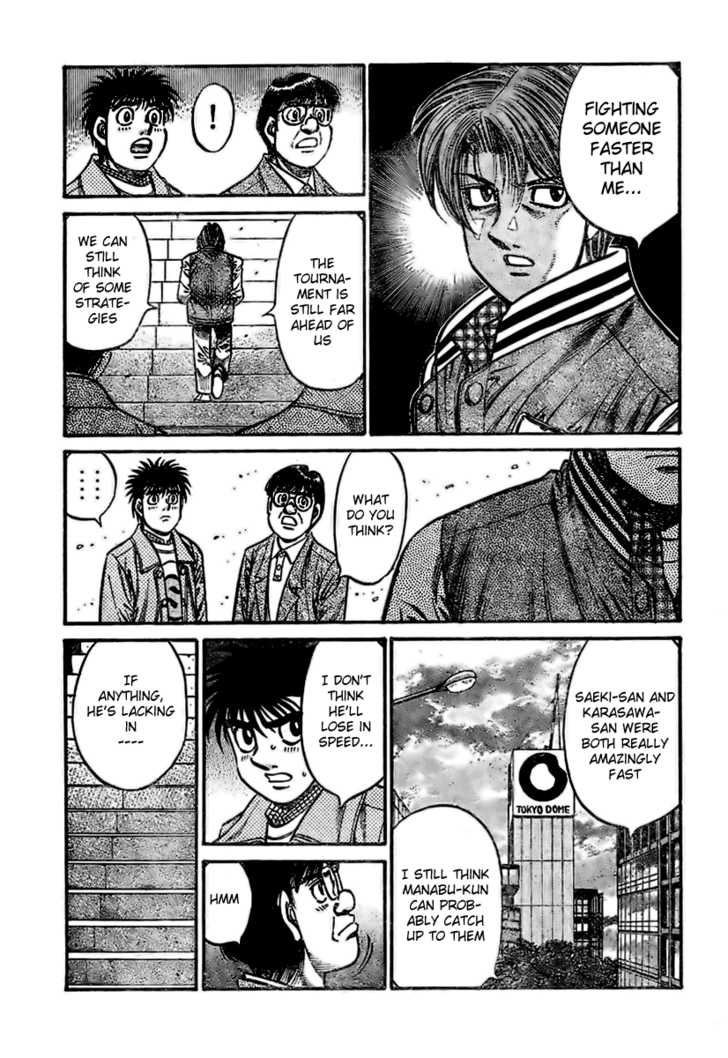 FIGHTING
SOMEONE
FASTER
THAN
ME...
!
THE
TOURNA-
MENT IS
STILL FAR
AHEAD OF
US
WE CAN
STILL
THINK
OF SOME
STRATE-
GIES
WHAT
DO YOU
THINK?
......
SAEKI-SAN AND
KARASAWA-
SAN WERE
BOTH REALLY
AMAZINGLY
FAST
TOKYO DOME
I STILL THINK
MANABU-KUN
CAN PROB-
ABLY CATCH
UP TO THEM
I DON'T
THINK
HE'LL
LOSE IN
SPEED...
HMM
IF
ANYTHING,
HE'S LACKING
IN
----